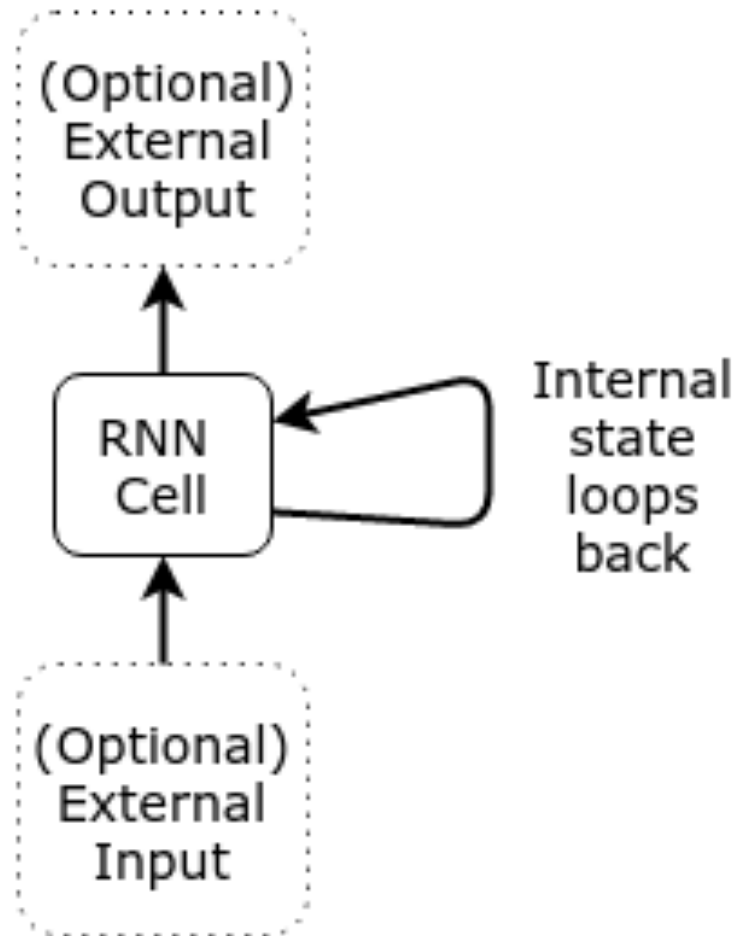 (Optional)
External
Output
RNN
Cell
Internal
state
loops
back
(Optional)
External
Input